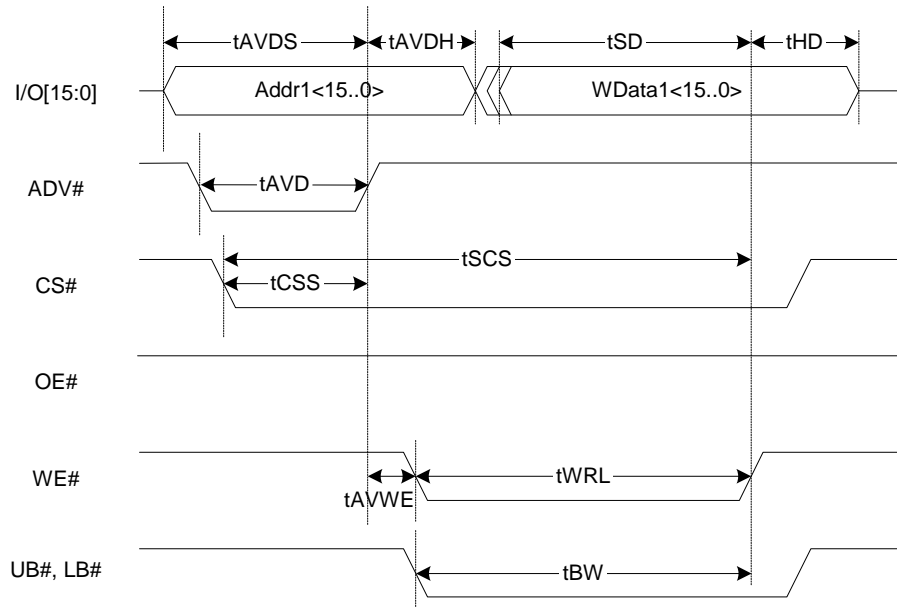 tAVDS tAVDH tSD tHD
I/O[15:0] Addr1<15..0> WData1<15..0>
ADV# tAVD
tSCS
CS# tCSS
OE#
WE# tWRL
tAVWE
UB#, LB# tBW